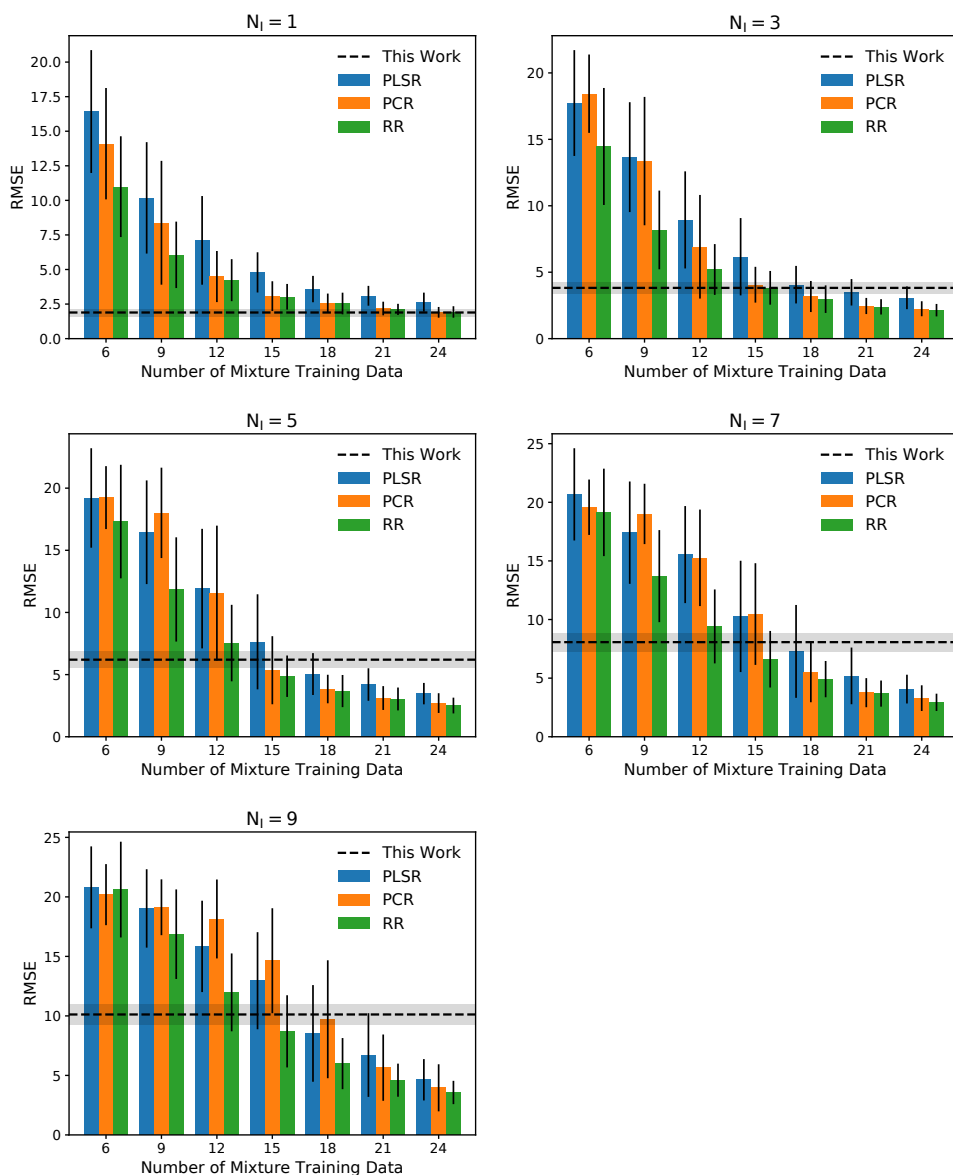 N_I = 1
20.0
17.5
15.0
12.5
10.0
7.5
5.0
2.5
0.0
RMSE
This Work
PLSR
PCR
RR
6 9 12 15 18 21 24
Number of Mixture Training Data
N_I = 3
20
15
10
5
0
RMSE
This Work
PLSR
PCR
RR
6 9 12 15 18 21 24
Number of Mixture Training Data
N_I = 5
20
15
10
5
0
RMSE
This Work
PLSR
PCR
RR
6 9 12 15 18 21 24
Number of Mixture Training Data
N_I = 7
25
20
15
10
5
0
RMSE
This Work
PLSR
PCR
RR
6 9 12 15 18 21 24
Number of Mixture Training Data
N_I = 9
25
20
15
10
5
0
RMSE
This Work
PLSR
PCR
RR
6 9 12 15 18 21 24
Number of Mixture Training Data